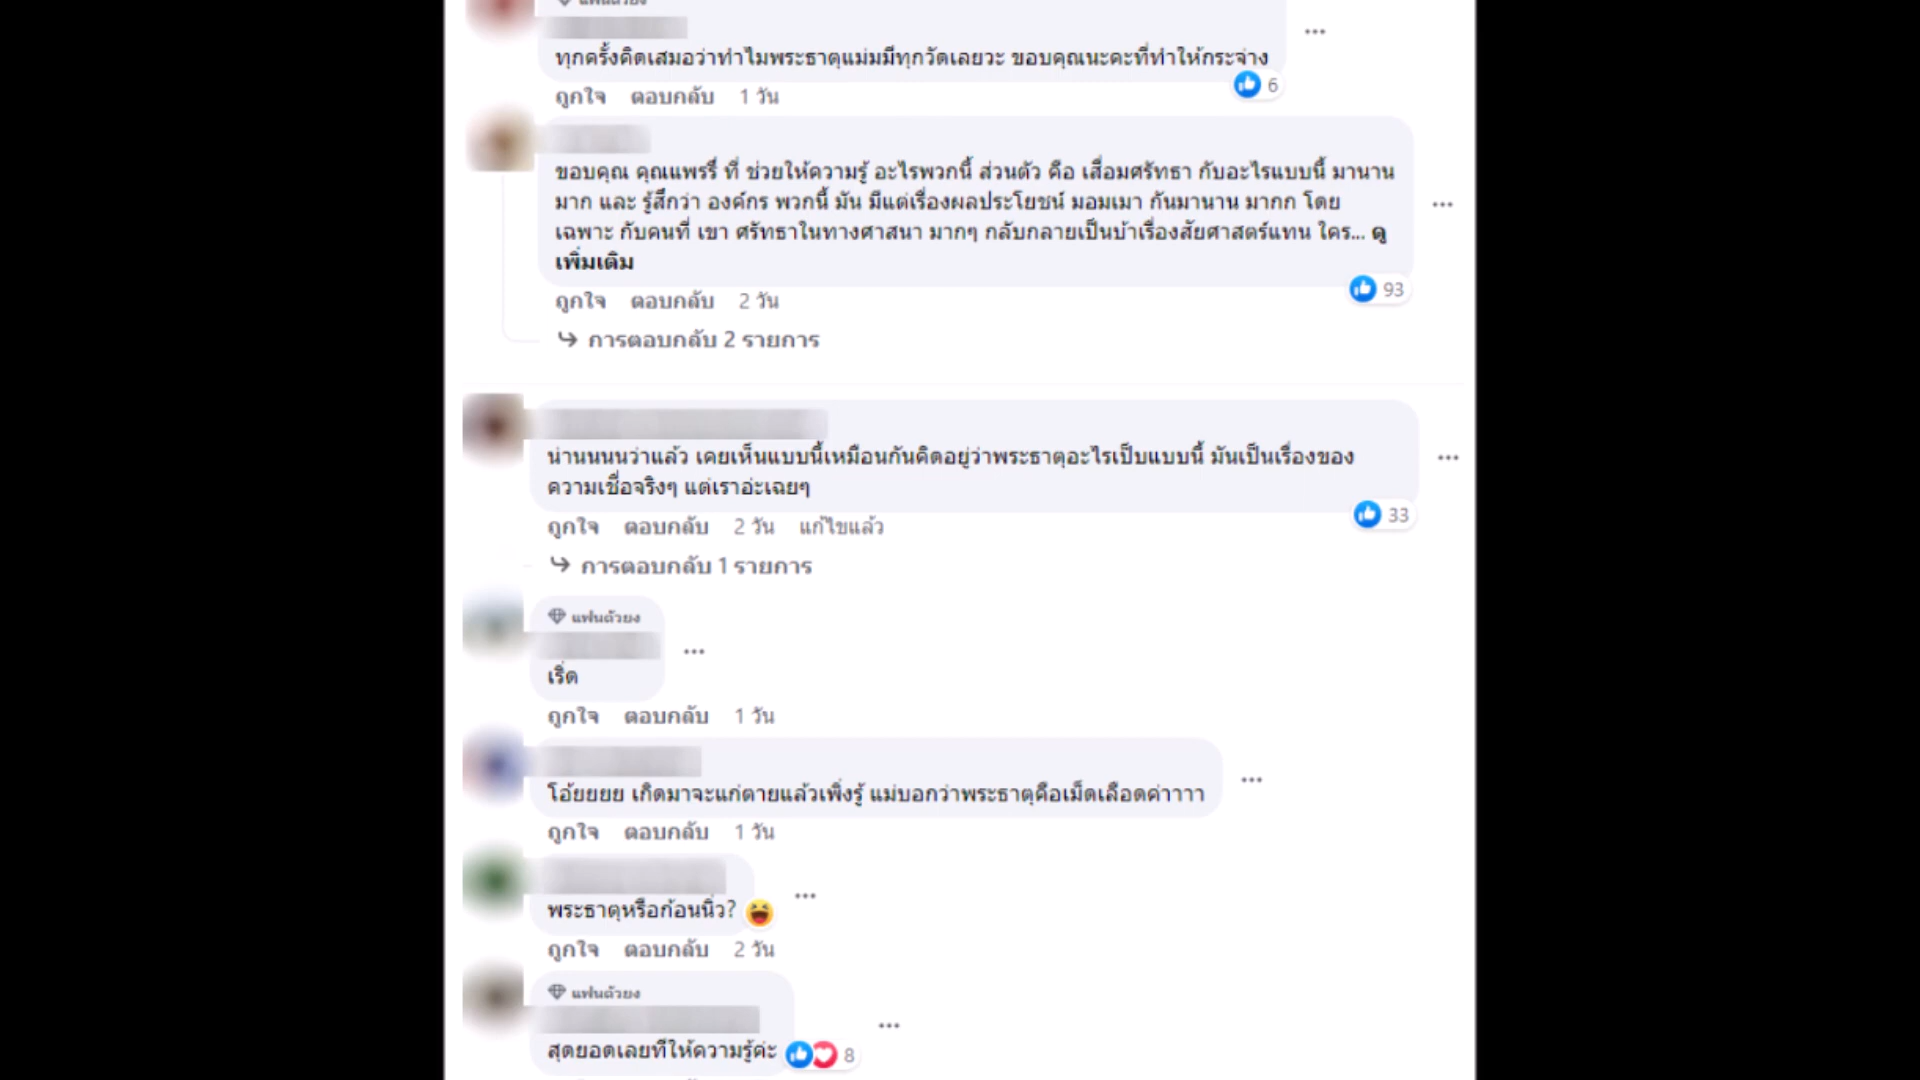 แฟนตัวยง
ทุกครั้งคิดเสมอว่าทำไมพระธาตุแม่มมีทุกวัดเลยวะ ขอบคุณนะคะที่ทำให้กระจ่าง
6
ถูกใจ ตอบกลับ 1 วัน
ขอบคุณ คุณแพรรี่ ที่ ช่วยให้ความรู้ อะไรพวกนี้ ส่วนตัว คือ เสื่อมศรัทธา กับอะไรแบบนี้ มานาน
มาก และ รู้สึกว่า องค์กร พวกนี้ มัน มีแต่เรื่องผลประโยชน์ มอมเมา กันมานาน มากก โดย
เฉพาะ กับคนที่ เขา ศรัทธาในทางศาสนา มากๆ กลับกลายเป็นบ้าเรื่องสัยศาสตร์แทน ใคร... ดู
เพิ่มเติม
93
ถูกใจ ตอบกลับ 2 วัน
การตอบกลับ 2 รายการ
น่านนนนว่าแล้ว เคยเห็นแบบนี้เหมือนกันคิดอยู่ว่าพระธาตุอะไรเป็บแบบนี้ มันเป็นเรื่องของ
ความเชื่อจริงๆ แต่เราอ่ะเฉยๆ
33
ถูกใจ ตอบกลับ 2 วัน แก้ไขแล้ว
การตอบกลับ 1 รายการ
แฟนตัวยง
เริ่ด
ถูกใจ ตอบกลับ 1 วัน
โอ้ยยยย เกิดมาจะแก่ตายแล้วเพิ่งรู้ แม่บอกว่าพระธาตุคือเม็ดเลือดค่าาาา
ถูกใจ ตอบกลับ 1 วัน
พระธาตุหรือก้อนนิ่ว?
ถูกใจ ตอบกลับ 2 วัน
แฟนตัวยง
สุดยอดเลยที่ให้ความรู้ค่ะ
8